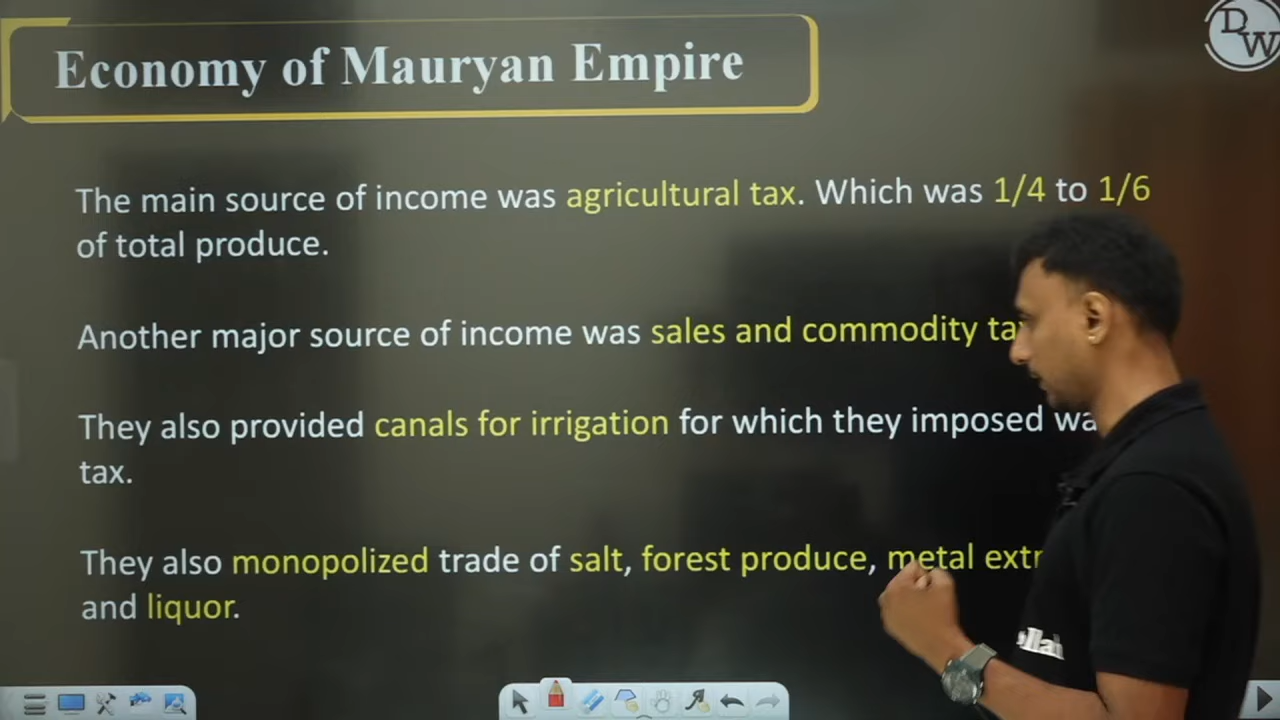 Economy of Mauryan Empire
DW
The main source of income was agricultural tax. Which was 1/4 to 1/6
of total produce.
Another major source of income was sales and commodity
They also provided canals for irrigation for which they imposed
tax.
They also monopolized trade of salt, forest produce, metal
and liquor.